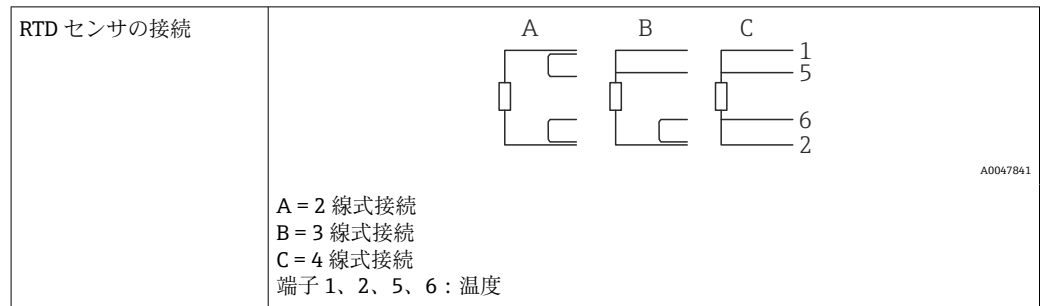 RTD センサの接続
A B C
1
5
6
2
A0047841
A = 2 線式接続
B = 3 線式接続
C = 4 線式接続
端子 1、2、5、6：温度